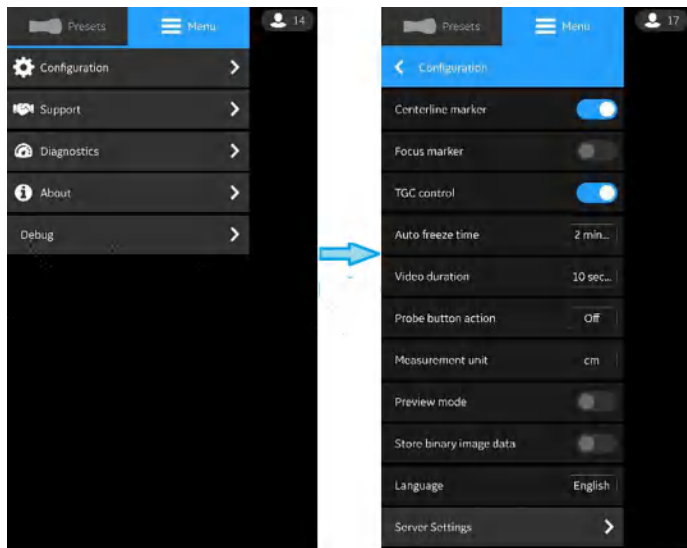 Presets Menu 14
Configuration
Support
Diagnostics
About
Debug
Presets Menu 17
Configuration
Centerline marker
Focus marker
TGC control
Auto freeze time 2 min...
Video duration 10 sec...
Probe button action Off
Measurement unit cm
Preview mode
Store binary image data
Language English
Server Settings